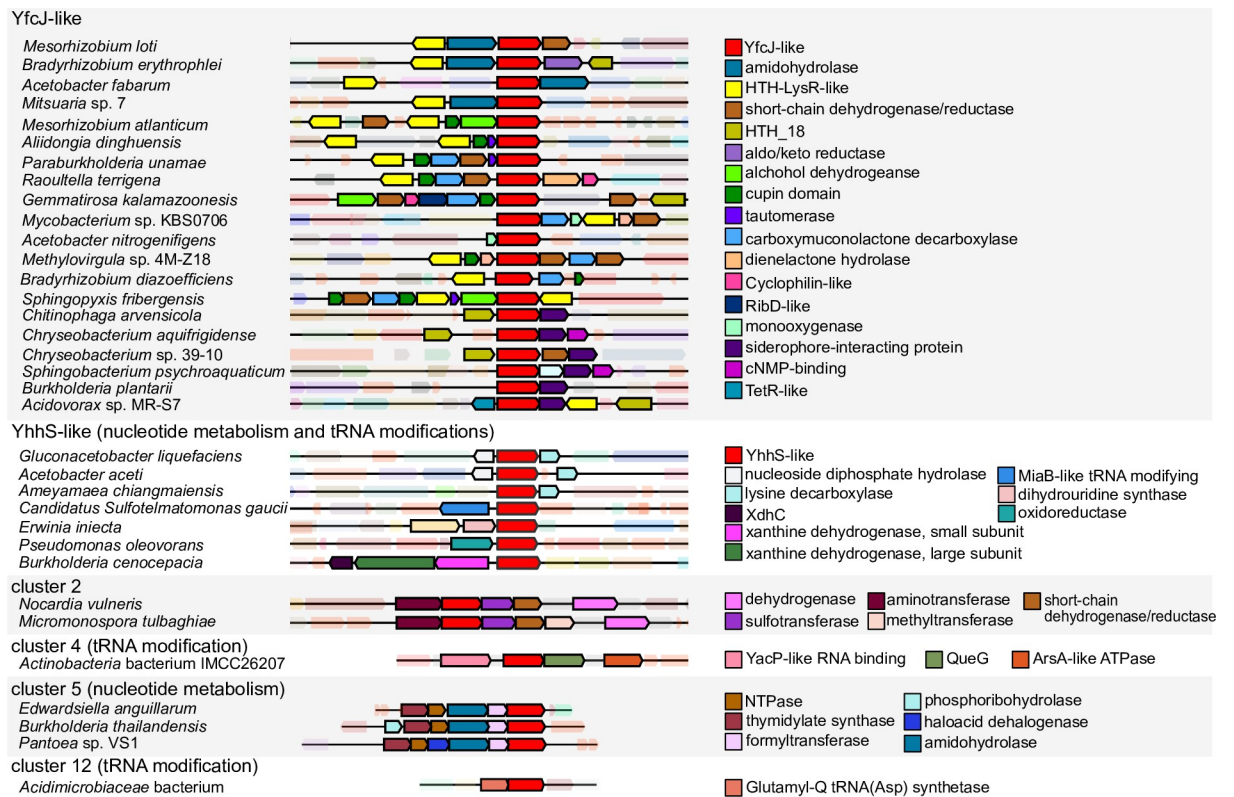 YfcJ-like
Mesorhizobium loti
Bradyrhizobium erythrophlei
Acetobacter fabarum
Mitsuaria sp. 7
Mesorhizobium atlanticum
Aliidongia dinghuensis
Paraburkholderia unamae
Raoultella terrigena
Gemmatirosa kalamazoonesis
Mycobacterium sp. KBS0706
Acetobacter nitrogenifigens
Methylovirgula sp. 4M-Z18
Bradyrhizobium diazoefficiens
Sphingopyxis fribergensis
Chitinophaga arvensicola
Chryseobacterium aquifrigidense
Chryseobacterium sp. 39-10
Sphingobacterium psychroaquaticum
Burkholderia plantarii
Acidovorax sp. MR-S7
YfcJ-like
amidohydrolase
HTH-LysR-like
short-chain dehydrogenase/reductase
HTH_18
aldo/keto reductase
alchohol dehydrogeanse
cupin domain
tautomerase
carboxymuconolactone decarboxylase
dienelactone hydrolase
Cyclophilin-like
RibD-like
monooxygenase
siderophore-interacting protein
cNMP-binding
TetR-like
YhhS-like (nucleotide metabolism and tRNA modifications)
Gluconacetobacter liquefaciens
Acetobacter aceti
Ameyamaea chiangmaiensis
Candidatus Sulfotelmatomonas gaucii
Erwinia iniecta
Pseudomonas oleovorans
Burkholderia cenocepacia
YhhS-like
nucleoside diphosphate hydrolase
lysine decarboxylase
XdhC
xanthine dehydrogenase, small subunit
xanthine dehydrogenase, large subunit
MiaB-like tRNA modifying
dihydrouridine synthase
oxidoreductase
cluster 2
Nocardia vulneris
Micromonospora tulbaghiae
dehydrogenase
sulfotransferase
aminotransferase
methyltransferase
short-chain
dehydrogenase/reductase
cluster 4 (tRNA modification)
Actinobacteria bacterium IMCC26207
YacP-like RNA binding
QueG
ArsA-like ATPase
cluster 5 (nucleotide metabolism)
Edwardsiella anguillarum
Burkholderia thailandensis
Pantoea sp. VS1
NTPase
thymidylate synthase
formyltransferase
phosphoribohydrolase
haloacid dehalogenase
amidohydrolase
cluster 12 (tRNA modification)
Acidimicrobiaceae bacterium
Glutamyl-Q tRNA(Asp) synthetase